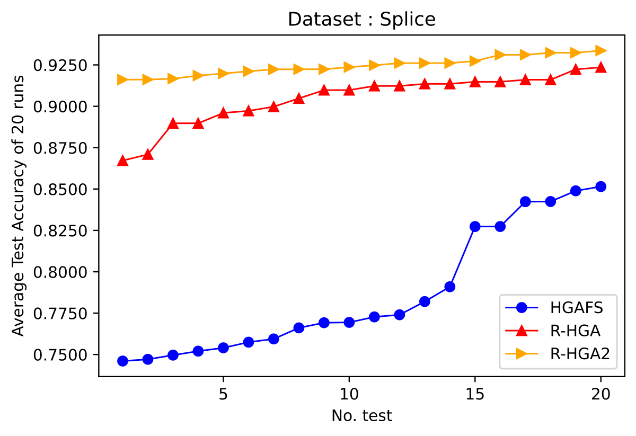 Dataset : Splice
Average Test Accuracy of 20 runs
0.9250
0.9000
0.8750
0.8500
0.8250
0.8000
0.7750
0.7500
HGAFS
R-HGA
R-HGA2
5
10
15
20
No. test